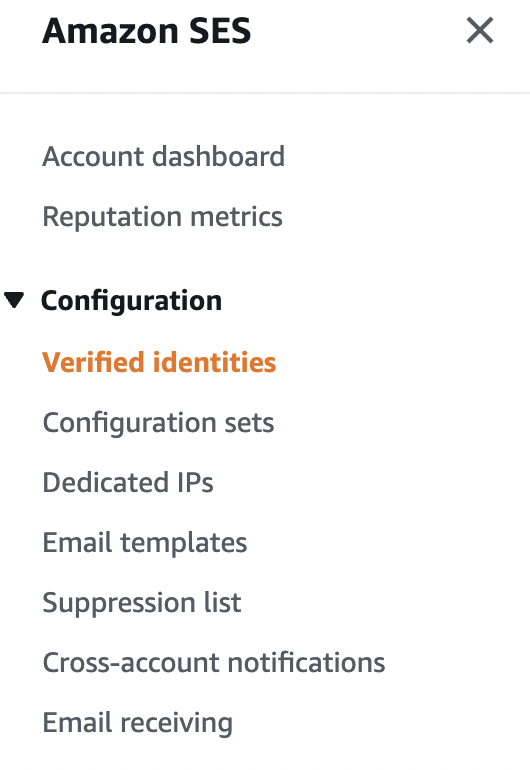 Amazon SES
Account dashboard
Reputation metrics
Configuration
Verified identities
Configuration sets
Dedicated IPs
Email templates
Suppression list
Cross-account notifications
Email receiving